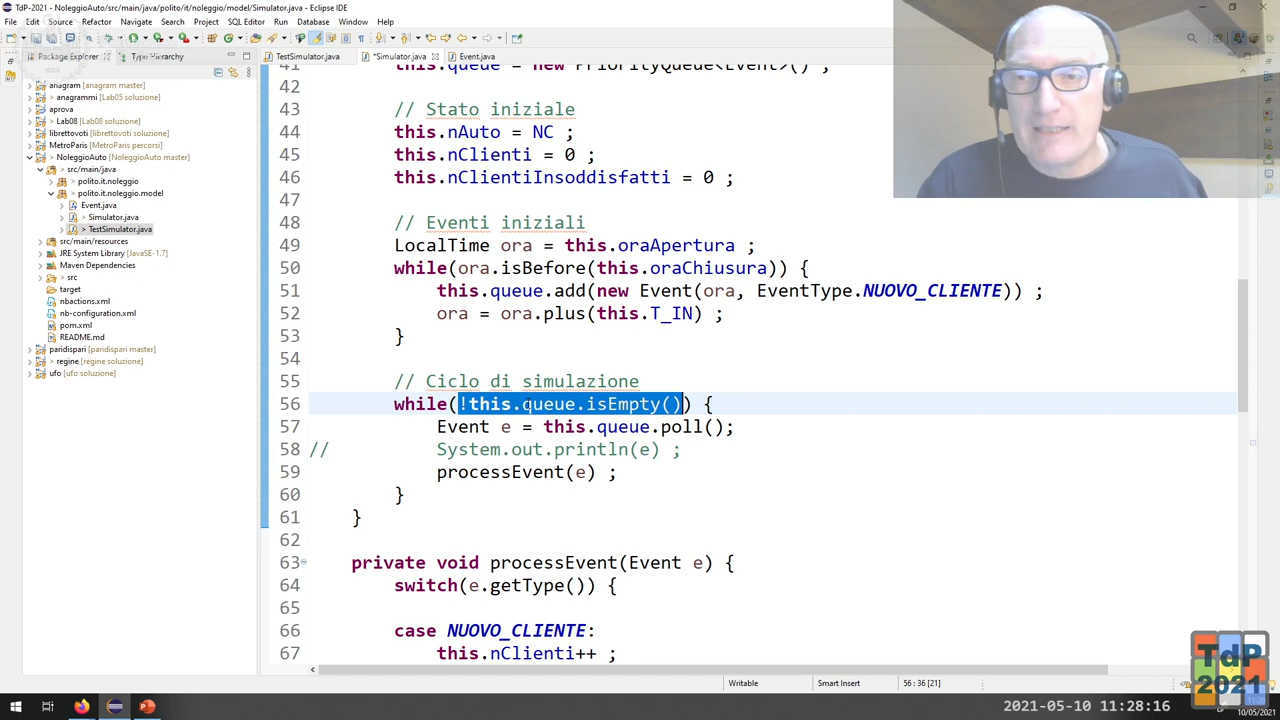 TdP-2021 - NoleggioAuto/src/main/java/polito/it/noleggio/model/Simulator.java - Eclipse IDE
File Edit Source Refactor Navigate Search Project SQL Editor Run Database Window Help
Package Explorer Type Hierarchy
TestSimulator.java *Simulator.java Event.java
anagram [anagram master]
> anagrammi [Lab05 soluzione]
aprova
> Lab08 [Lab08 soluzione]
librettovoti [librettovoti soluzione]
MetroParis [MetroParis percorsi]
> NoleggioAuto [NoleggioAuto master]
> src/main/java
> polito.it.noleggio
> polito.it.noleggio.model
Event.java
> Simulator.java
> TestSimulator.java
src/main/resources
JRE System Library [JavaSE-1.7]
Maven Dependencies
> src
target
nbactions.xml
nb-configuration.xml
pom.xml
README.md
paridispari [paridispari master]
> regine [regine soluzione]
ufo [ufo soluzione]
41 this.queue = new PriorityQueue<Event>() ;
42
43 // Stato iniziale
44 this.nAuto = NC ;
45 this.nClienti = 0 ;
46 this.nClientiInsoddisfatti = 0 ;
47
48 // Eventi iniziali
49 LocalTime ora = this.oraApertura ;
50 while(ora.isBefore(this.oraChiusura)) {
51 this.queue.add(new Event(ora, EventType.NUOVO_CLIENTE)) ;
52 ora = ora.plus(this.T_IN) ;
53 }
54
55 // Ciclo di simulazione
56 while(!this.queue.isEmpty()) {
57 Event e = this.queue.poll();
58 // System.out.println(e) ;
59 processEvent(e) ;
60 }
61 }
62
63 private void processEvent(Event e) {
64 switch(e.getType()) {
65
66 case NUOVO_CLIENTE:
67 this.nClienti++ ;
Writable Smart Insert 56 : 36 [21]
TdP
2021
2021-05-10 11:28:16
10/05/2021